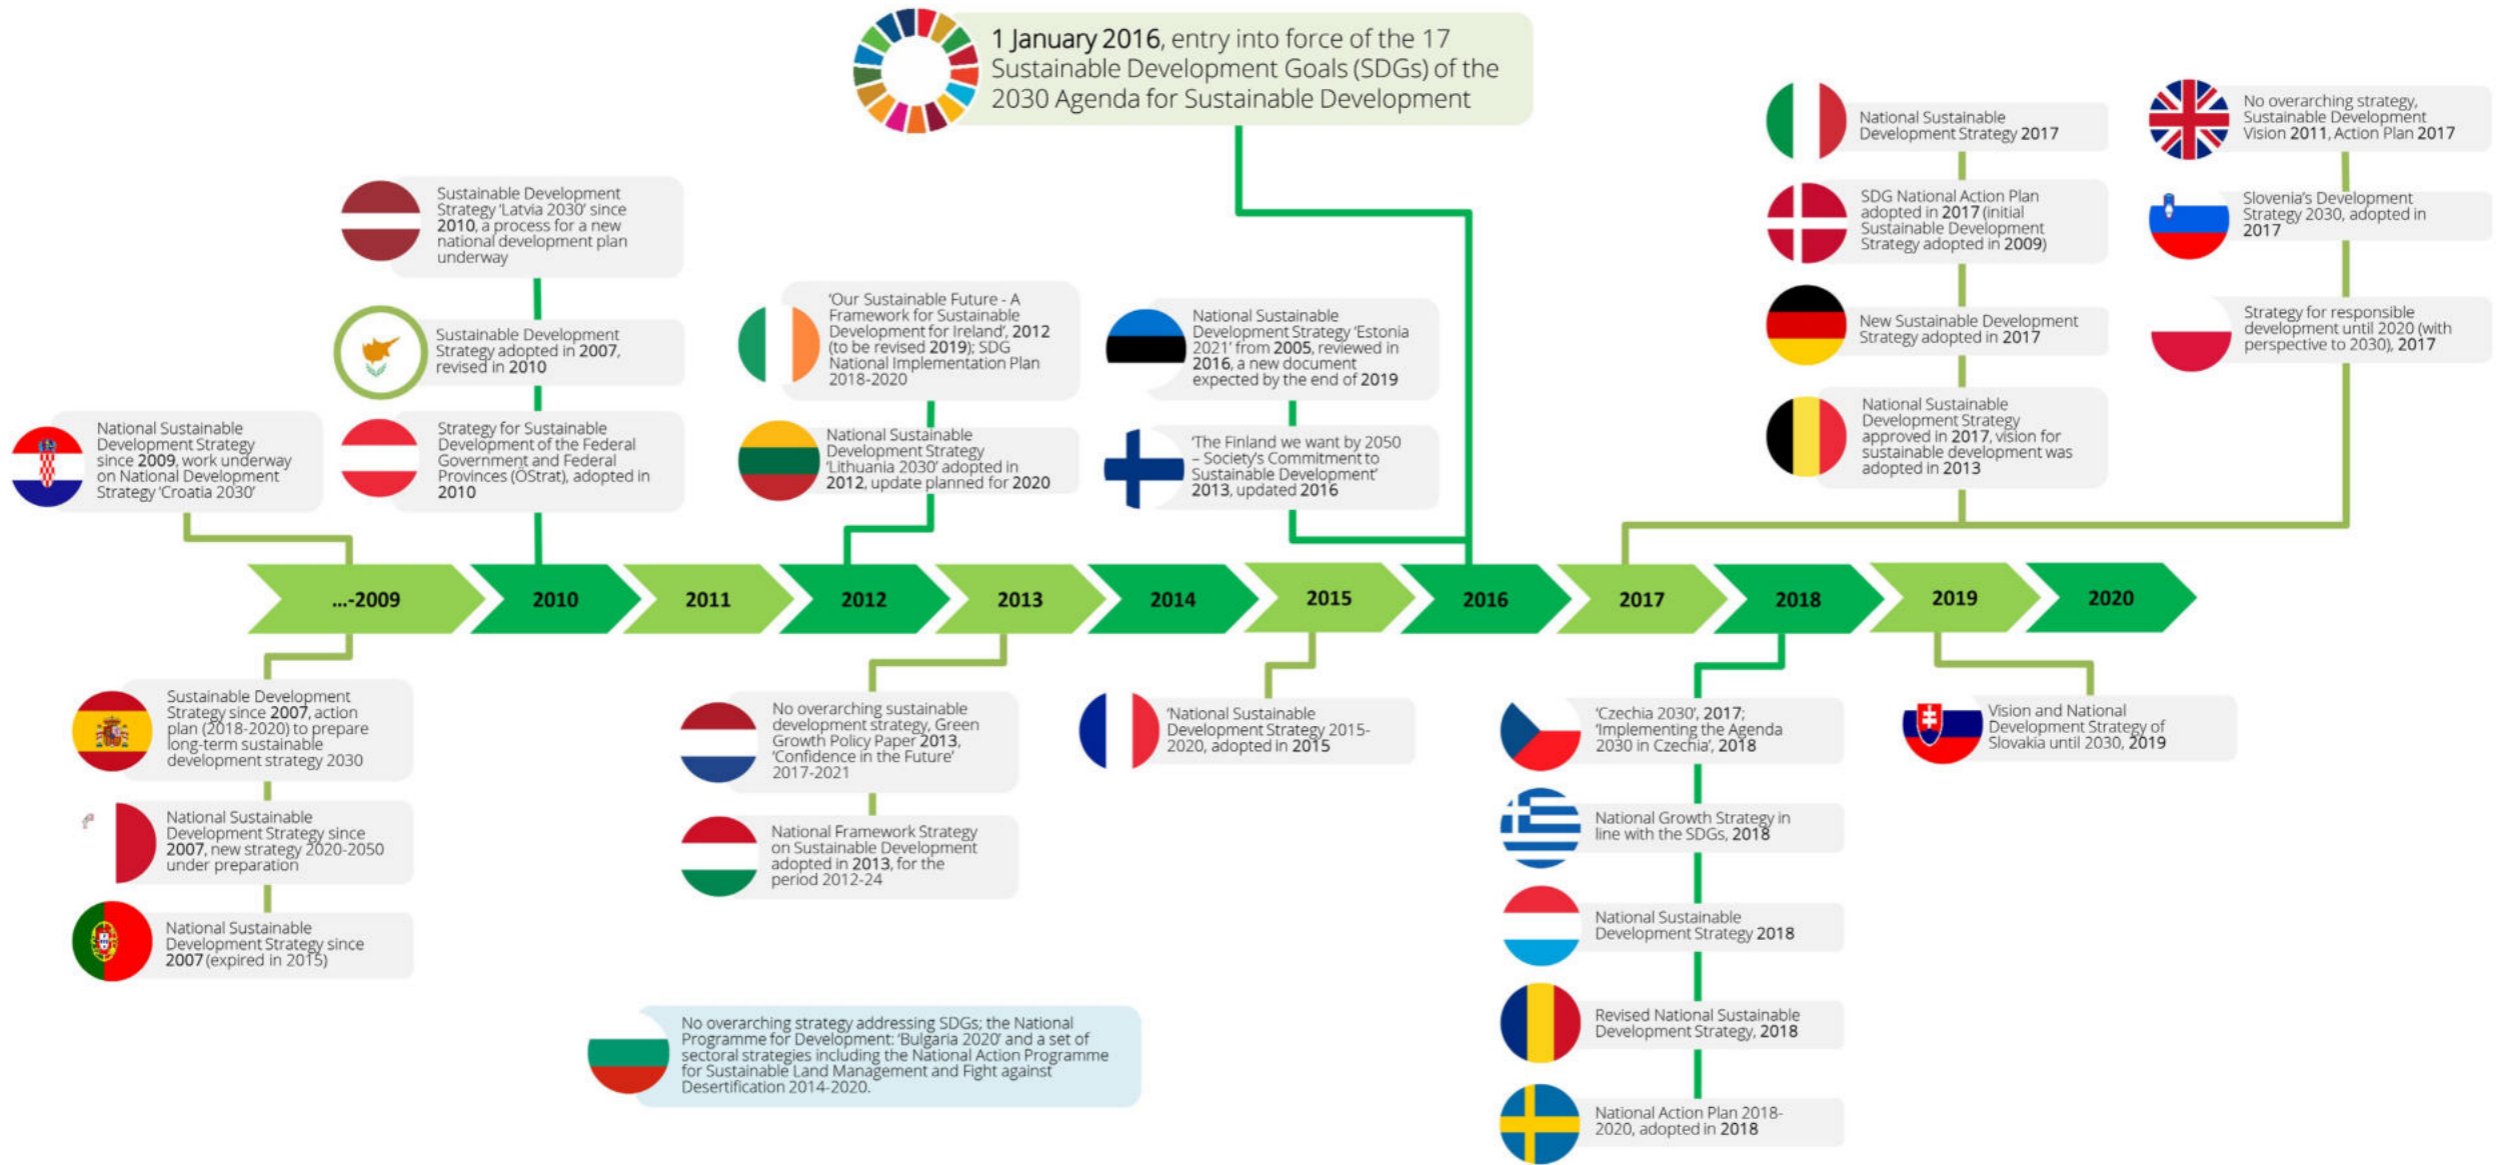 1 January 2016, entry into force of the 17
Sustainable Development Goals (SDGs) of the
2030 Agenda for Sustainable Development
National Sustainable
Development Strategy 2017
No overarching strategy,
Sustainable Development
Vision 2011, Action Plan 2017
Sustainable Development
Strategy ‘Latvia 2030’ since
2010, a process for a new
national development plan
underway
SDG National Action Plan
adopted in 2017 (initial
Sustainable Development
Strategy adopted in 2009)
Slovenia's Development
Strategy 2030, adopted in
2017
Sustainable Development
Strategy adopted in 2007,
revised in 2010
‘Our Sustainable Future - A
Framework for Sustainable
Development for Ireland’, 2012
(to be revised 2019); SDG
National Implementation Plan
2018-2020
National Sustainable
Development Strategy ‘Estonia
2021’ from 2005, reviewed in
2016, a new document
expected by the end of 2019
New Sustainable Development
Strategy adopted in 2017
Strategy for responsible
development until 2020 (with
perspective to 2030), 2017
National Sustainable
Development Strategy
since 2009, work underway
on National Development
Strategy ‘Croatia 2030’
Strategy for Sustainable
Development of the Federal
Government and Federal
Provinces (ÖStrat), adopted in
2010
National Sustainable
Development Strategy
‘Lithuania 2030’ adopted in
2012, update planned for 2020
‘The Finland we want by 2050
– Society's Commitment to
Sustainable Development’
2013, updated 2016
National Sustainable
Development Strategy
approved in 2017, vision for
sustainable development was
adopted in 2013
...-2009
2010
2011
2012
2013
2014
2015
2016
2017
2018
2019
2020
Sustainable Development
Strategy since 2007, action
plan (2018-2020) to prepare
long-term sustainable
development strategy 2030
No overarching sustainable
development strategy, Green
Growth Policy Paper 2013,
‘Confidence in the Future’
2017-2021
‘National Sustainable
Development Strategy 2015-
2020, adopted in 2015
‘Czechia 2030’, 2017;
‘Implementing the Agenda
2030 in Czechia’, 2018
Vision and National
Development Strategy of
Slovakia until 2030, 2019
National Sustainable
Development Strategy since
2007, new strategy 2020-2050
under preparation
National Framework Strategy
on Sustainable Development
adopted in 2013, for the
period 2012-24
National Growth Strategy in
line with the SDGs, 2018
National Sustainable
Development Strategy since
2007 (expired in 2015)
National Sustainable
Development Strategy 2018
No overarching strategy addressing SDGs; the National
Programme for Development: ‘Bulgaria 2020’ and a set of
sectoral strategies including the National Action Programme
for Sustainable Land Management and Fight against
Desertification 2014-2020.
Revised National Sustainable
Development Strategy, 2018
National Action Plan 2018-
2020, adopted in 2018